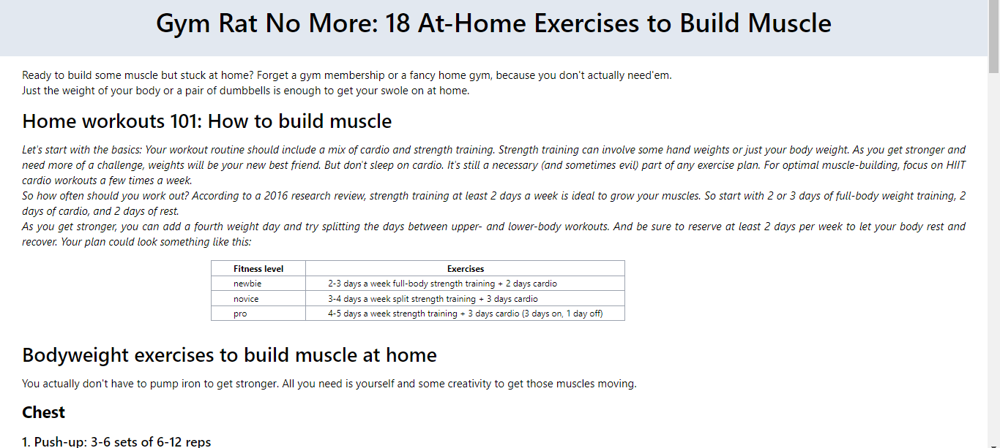 Gym Rat No More: 18 At-Home Exercises to Build Muscle
Ready to build some muscle but stuck at home? Forget a gym membership or a fancy home gym, because you don't actually need'em.
Just the weight of your body or a pair of dumbbells is enough to get your swole on at home.
Home workouts 101: How to build muscle
Let's start with the basics: Your workout routine should include a mix of cardio and strength training. Strength training can involve some hand weights or just your body weight. As you get stronger and
need more of a challenge, weights will be your new best friend. But don't sleep on cardio. It's still a necessary (and sometimes evil) part of any exercise plan. For optimal muscle-building, focus on HIIT
cardio workouts a few times a week.
So how often should you work out? According to a 2016 research review, strength training at least 2 days a week is ideal to grow your muscles. So start with 2 or 3 days of full-body weight training, 2
days of cardio, and 2 days of rest.
As you get stronger, you can add a fourth weight day and try splitting the days between upper- and lower-body workouts. And be sure to reserve at least 2 days per week to let your body rest and
recover. Your plan could look something like this:
Fitness level Exercises
newbie 2-3 days a week full-body strength training + 2 days cardio
novice 3-4 days a week split strength training + 3 days cardio
pro 4-5 days a week strength training + 3 days cardio (3 days on, 1 day off)
Bodyweight exercises to build muscle at home
You actually don't have to pump iron to get stronger. All you need is yourself and some creativity to get those muscles moving.
Chest
1. Push-up: 3-6 sets of 6-12 reps